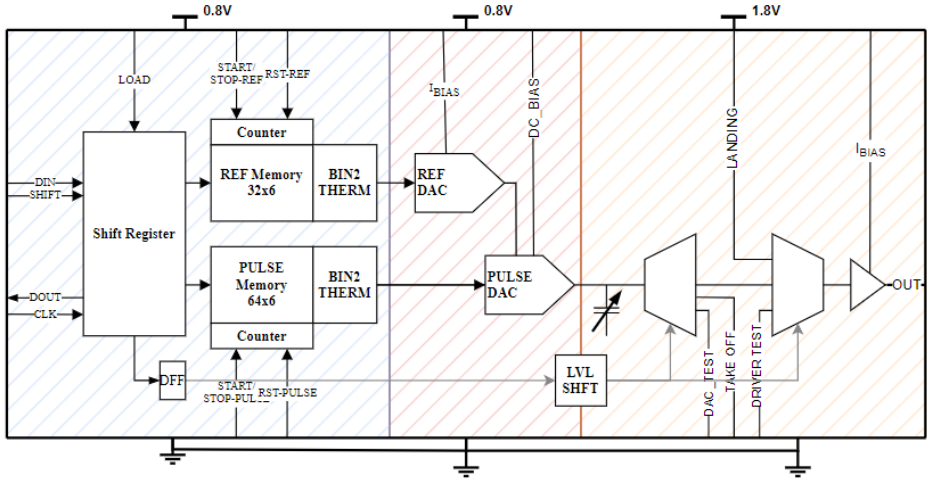 0.8V
0.8V
1.8V
LOAD
START/
STOP-REF
RST-REF
I_BIAS
DC_BIAS
LANDING
I_BIAS
Counter
REF Memory
32x6
BIN2
THERM
REF
DAC
DIN
SHIFT
Shift Register
PULSE
Memory
64x6
BIN2
THERM
PULSE
DAC
DOUT
CLK
OUT
Counter
DFF
START/
STOP-PULSE
RST-PULSE
LVL
SHFT
DAC_TEST
TAKE OFF
DRIVER TEST